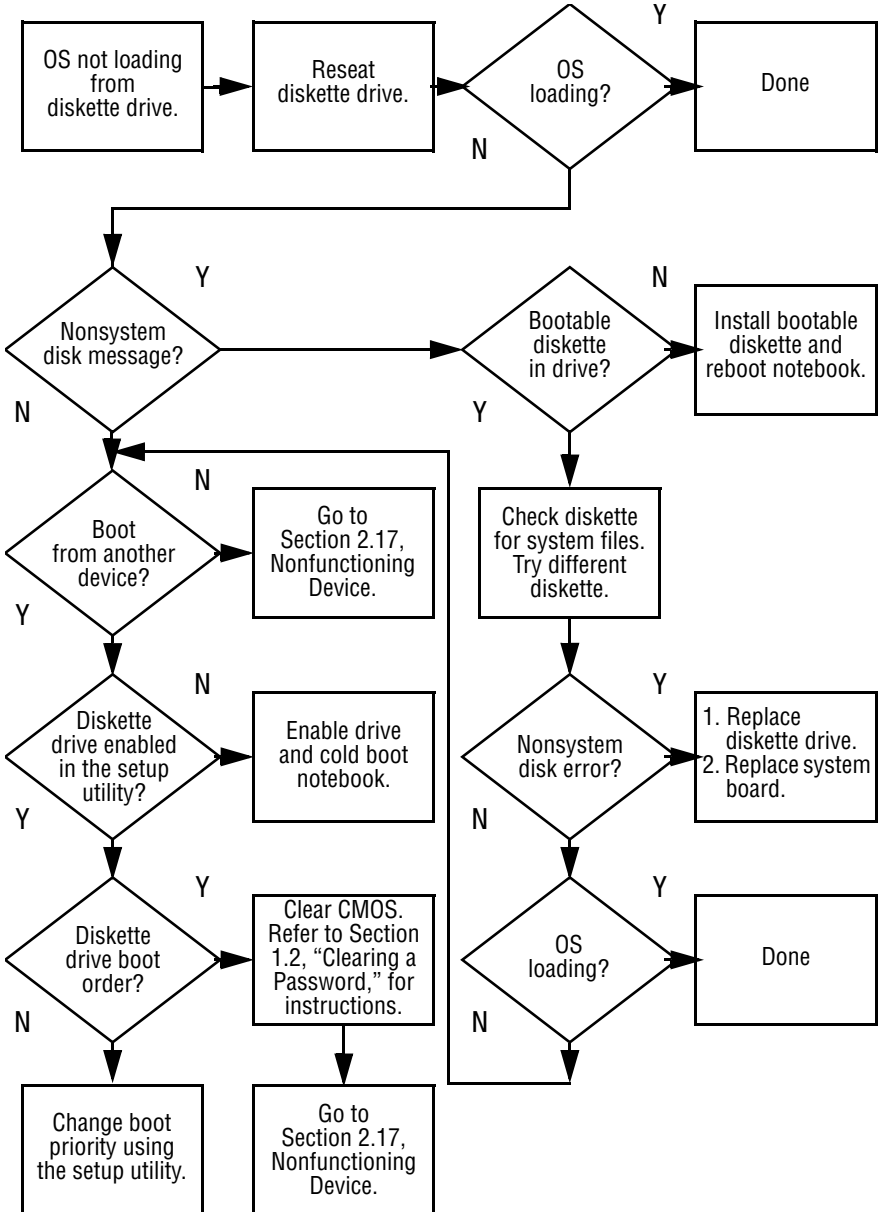 Y
OS not loading
from
diskette drive.
Reseat
diskette drive.
OS
loading?
Done
N
Y
N
Nonsystem
disk message?
Bootable
diskette
in drive?
Install bootable
diskette and
reboot notebook.
N
Y
N
Boot
from another
device?
Go to
Section 2.17,
Nonfunctioning
Device.
Check diskette
for system files.
Try different
diskette.
Y
N
Y
Diskette
drive enabled
in the setup
utility?
Enable drive
and cold boot
notebook.
Nonsystem
disk error?
1. Replace
diskette drive.
2. Replace system
board.
Y
N
Y
Y
Diskette
drive boot
order?
Clear CMOS.
Refer to Section
1.2, “Clearing a
Password,” for
instructions.
OS
loading?
Done
N
N
Change boot
priority using
the setup utility.
Go to
Section 2.17,
Nonfunctioning
Device.